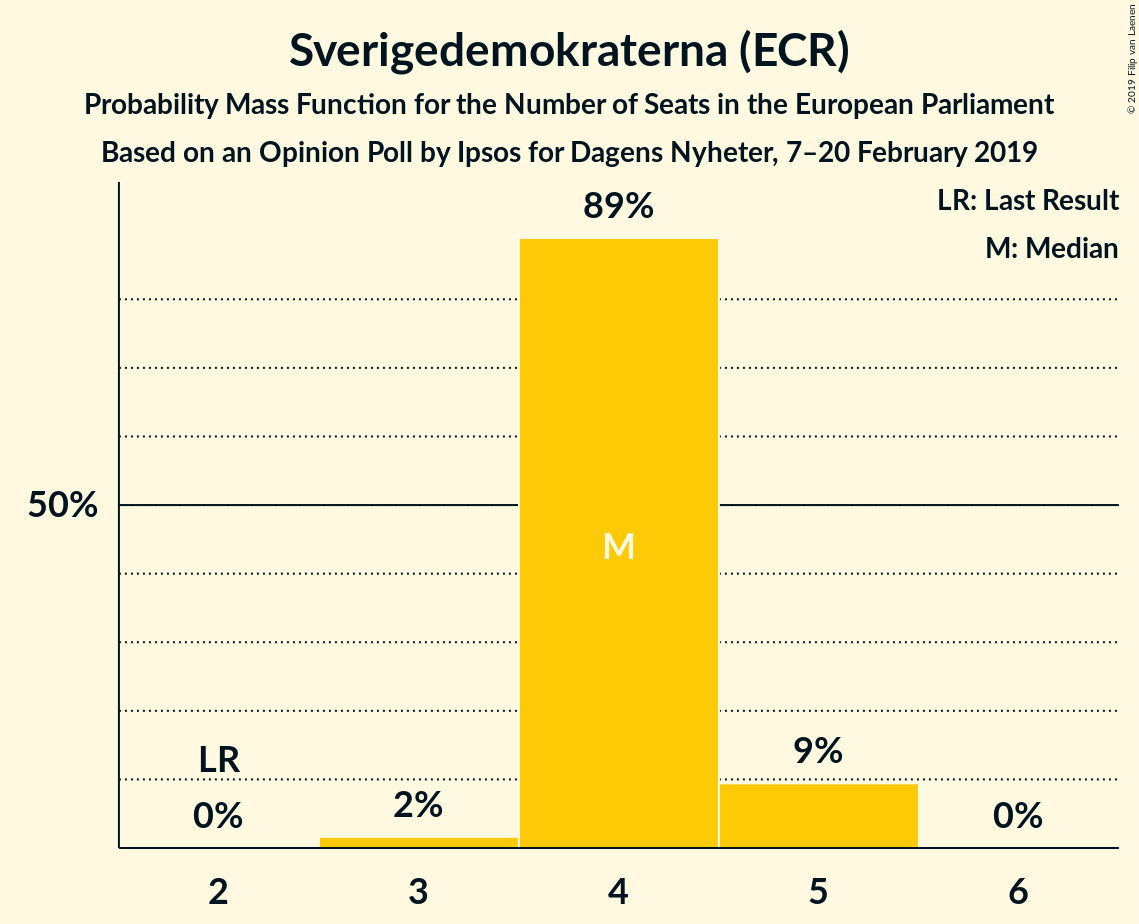 Sverigedemokraterna (ECR)
Probability Mass Function for the Number of Seats in the European Parliament
Based on an Opinion Poll by Ipsos for Dagens Nyheter, 7–20 February 2019
© 2019 Filip van Laenen
LR: Last Result
M: Median
89%
50%
M
LR
0%
2%
9%
0%
2 3 4 5 6